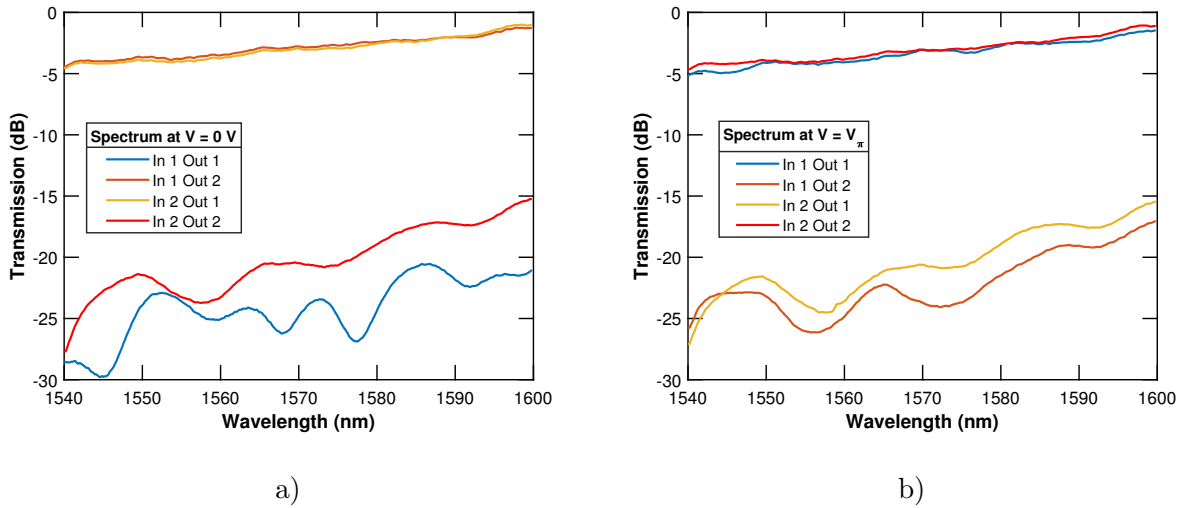 0
-5
-10
-15
-20
-25
-30
Transmission (dB)
Spectrum at V = 0 V
In 1 Out 1
In 1 Out 2
In 2 Out 1
In 2 Out 2
1540 1550 1560 1570 1580 1590 1600
Wavelength (nm)
a)
0
-5
-10
-15
-20
-25
-30
Transmission (dB)
Spectrum at V = Vπ
In 1 Out 1
In 1 Out 2
In 2 Out 1
In 2 Out 2
1540 1550 1560 1570 1580 1590 1600
Wavelength (nm)
b)